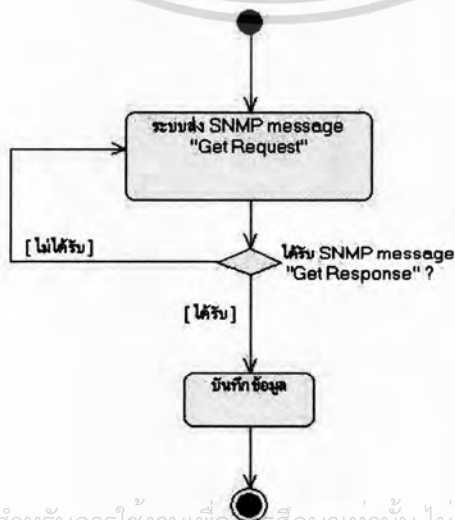 ระบบส่ง SNMP message
"Get Request"
[ ไม่ได้รับ ]
ได้รับ SNMP message
"Get Response" ?
[ ได้รับ ]
บันทึกข้อมูล